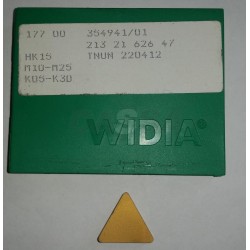 177 00 354941/01
213 21 626 47
HK15 TNUN 220412
M10-M25
K05-K30
WIDIA